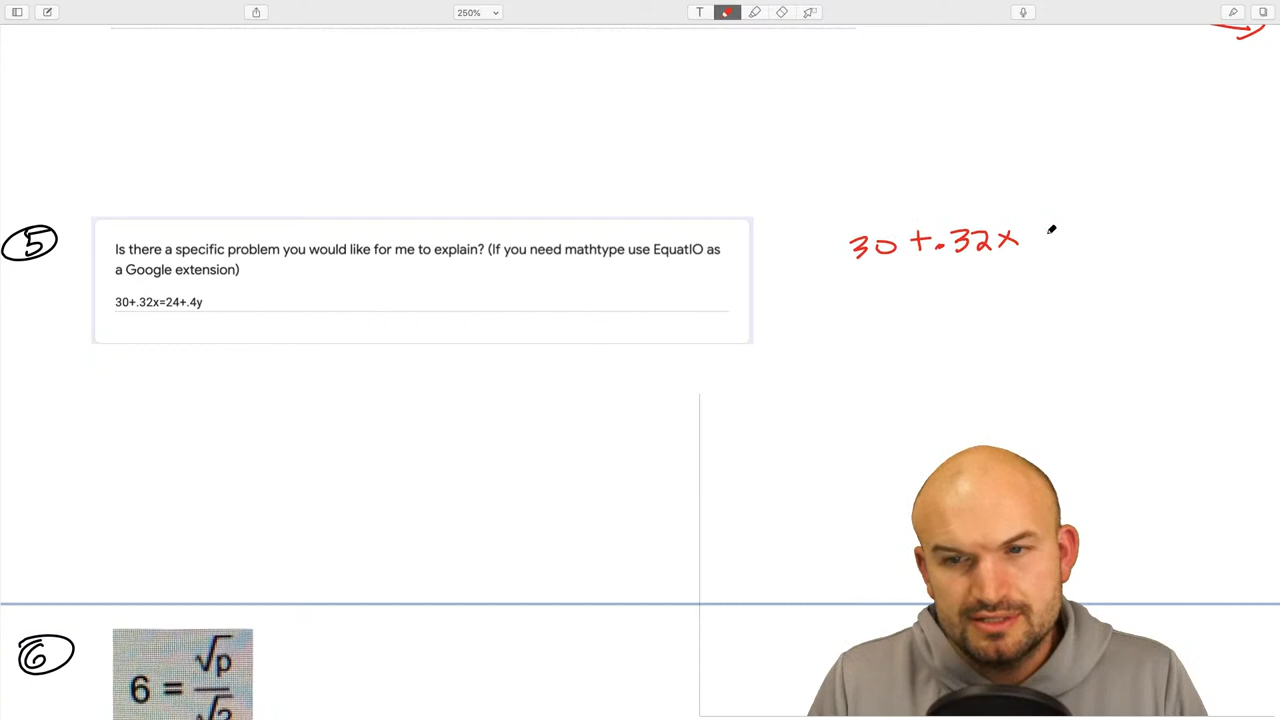 250%
T
5
Is there a specific problem you would like for me to explain? (If you need mathtype use EquatIO as
a Google extension)
30+.32x=24+.4y
30 +.32x
6
6 = √p